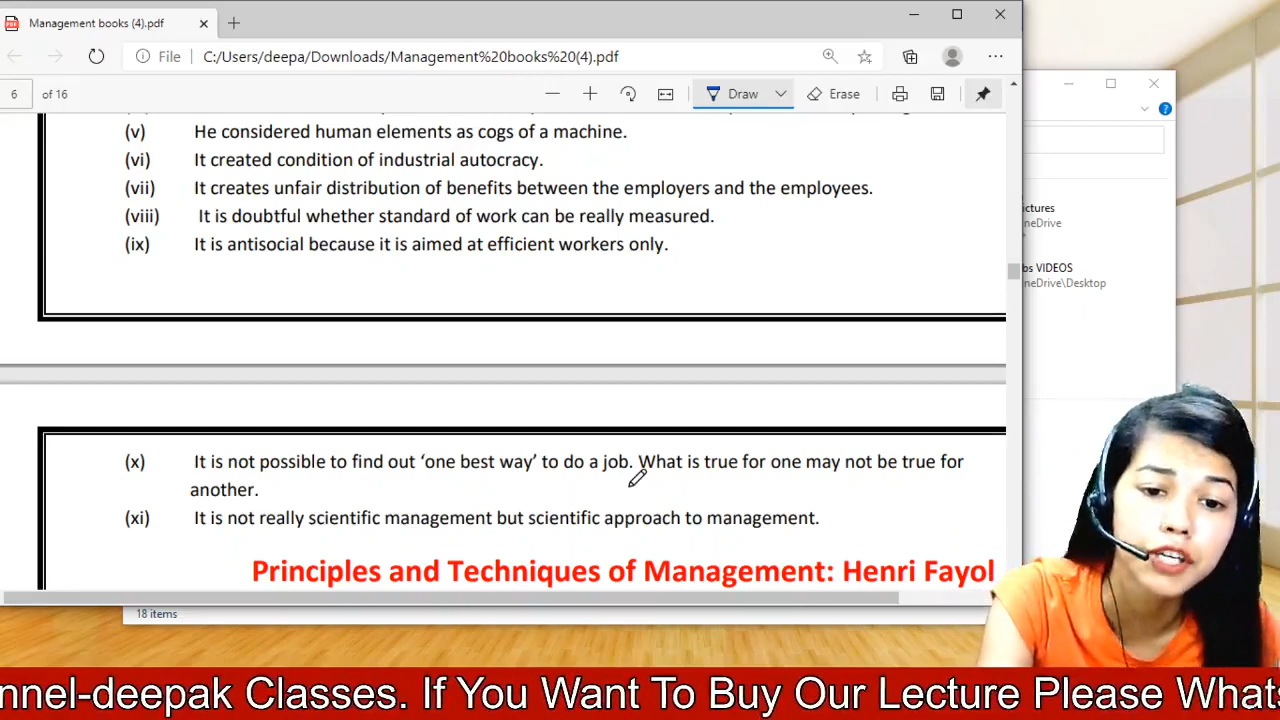 Management books (4).pdf
File | C:/Users/deepa/Downloads/Management%20books%20(4).pdf
6 of 16
Draw
Erase
(v) He considered human elements as cogs of a machine.
(vi) It created condition of industrial autocracy.
(vii) It creates unfair distribution of benefits between the employers and the employees.
(viii) It is doubtful whether standard of work can be really measured.
(ix) It is antisocial because it is aimed at efficient workers only.
(x) It is not possible to find out ‘one best way’ to do a job. What is true for one may not be true for
another.
(xi) It is not really scientific management but scientific approach to management.
Principles and Techniques of Management: Henri Fayol
ictures
neDrive
bs VIDEOS
neDrive\Desktop
18 items
nnel-deepak Classes. If You Want To Buy Our Lecture Please Whats